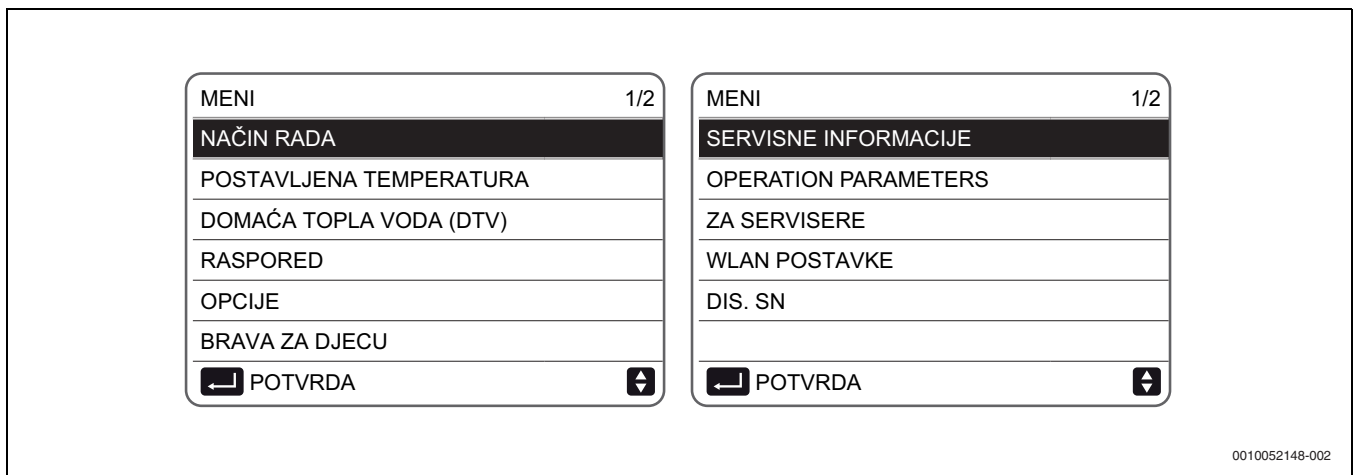 MENI 1/2
NAČIN RADA
POSTAVLJENA TEMPERATURA
DOMAĆA TOPLA VODA (DTV)
RASPORED
OPCIJE
BRAVA ZA DJECU
POTVRDA
MENI 1/2
SERVISNE INFORMACIJE
OPERATION PARAMETERS
ZA SERVISERE
WLAN POSTAVKE
DIS. SN
POTVRDA
0010052148-002